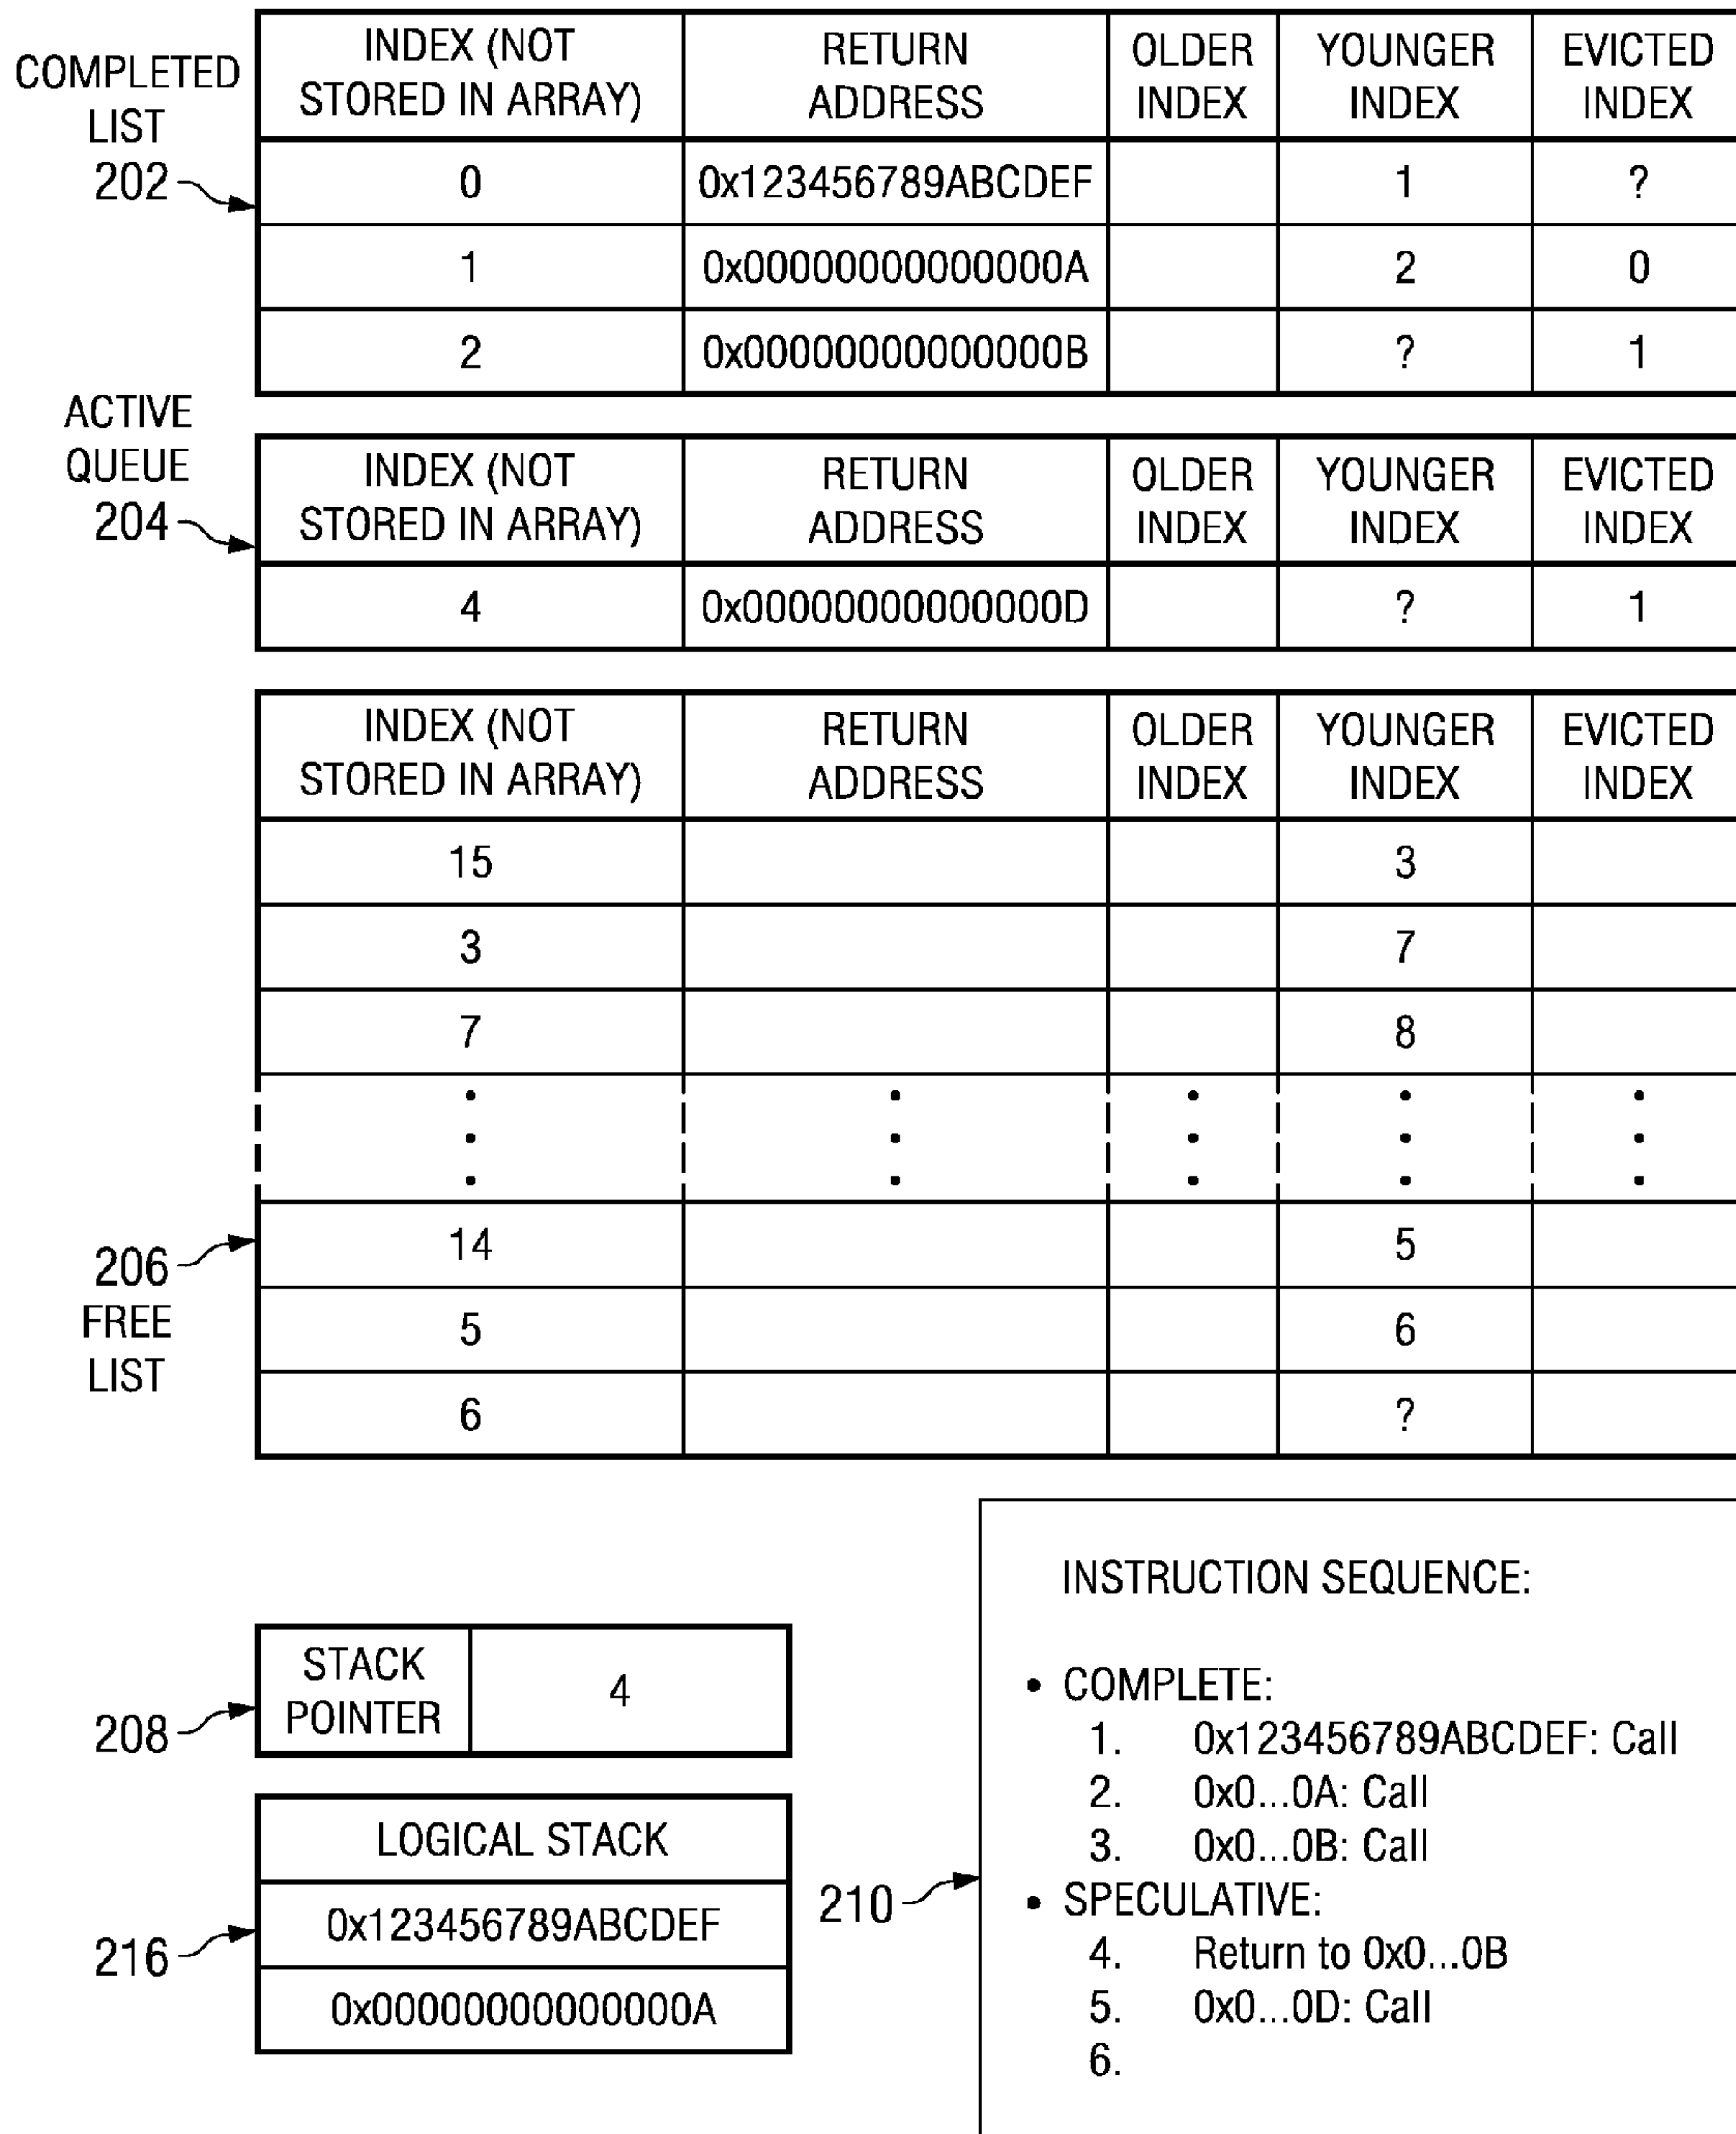 COMPLETED
LIST
202
INDEX (NOT STORED IN ARRAY) RETURN ADDRESS OLDER INDEX YOUNGER INDEX EVICTED INDEX
0 0x123456789ABCDEF 1 ?
1 0x00000000000000A 2 0
2 0x00000000000000B ? 1
ACTIVE
QUEUE
204
INDEX (NOT STORED IN ARRAY) RETURN ADDRESS OLDER INDEX YOUNGER INDEX EVICTED INDEX
4 0x00000000000000D ? 1
INDEX (NOT STORED IN ARRAY) RETURN ADDRESS OLDER INDEX YOUNGER INDEX EVICTED INDEX
15 3
3 7
7 8
14 5
5 6
6 ?
206
FREE
LIST
STACK
POINTER
4
208
LOGICAL STACK
0x123456789ABCDEF
0x00000000000000A
216
210
INSTRUCTION SEQUENCE:
• COMPLETE:
1. 0x123456789ABCDEF: Call
2. 0x0...0A: Call
3. 0x0...0B: Call
• SPECULATIVE:
4. Return to 0x0...0B
5. 0x0...0D: Call
6.